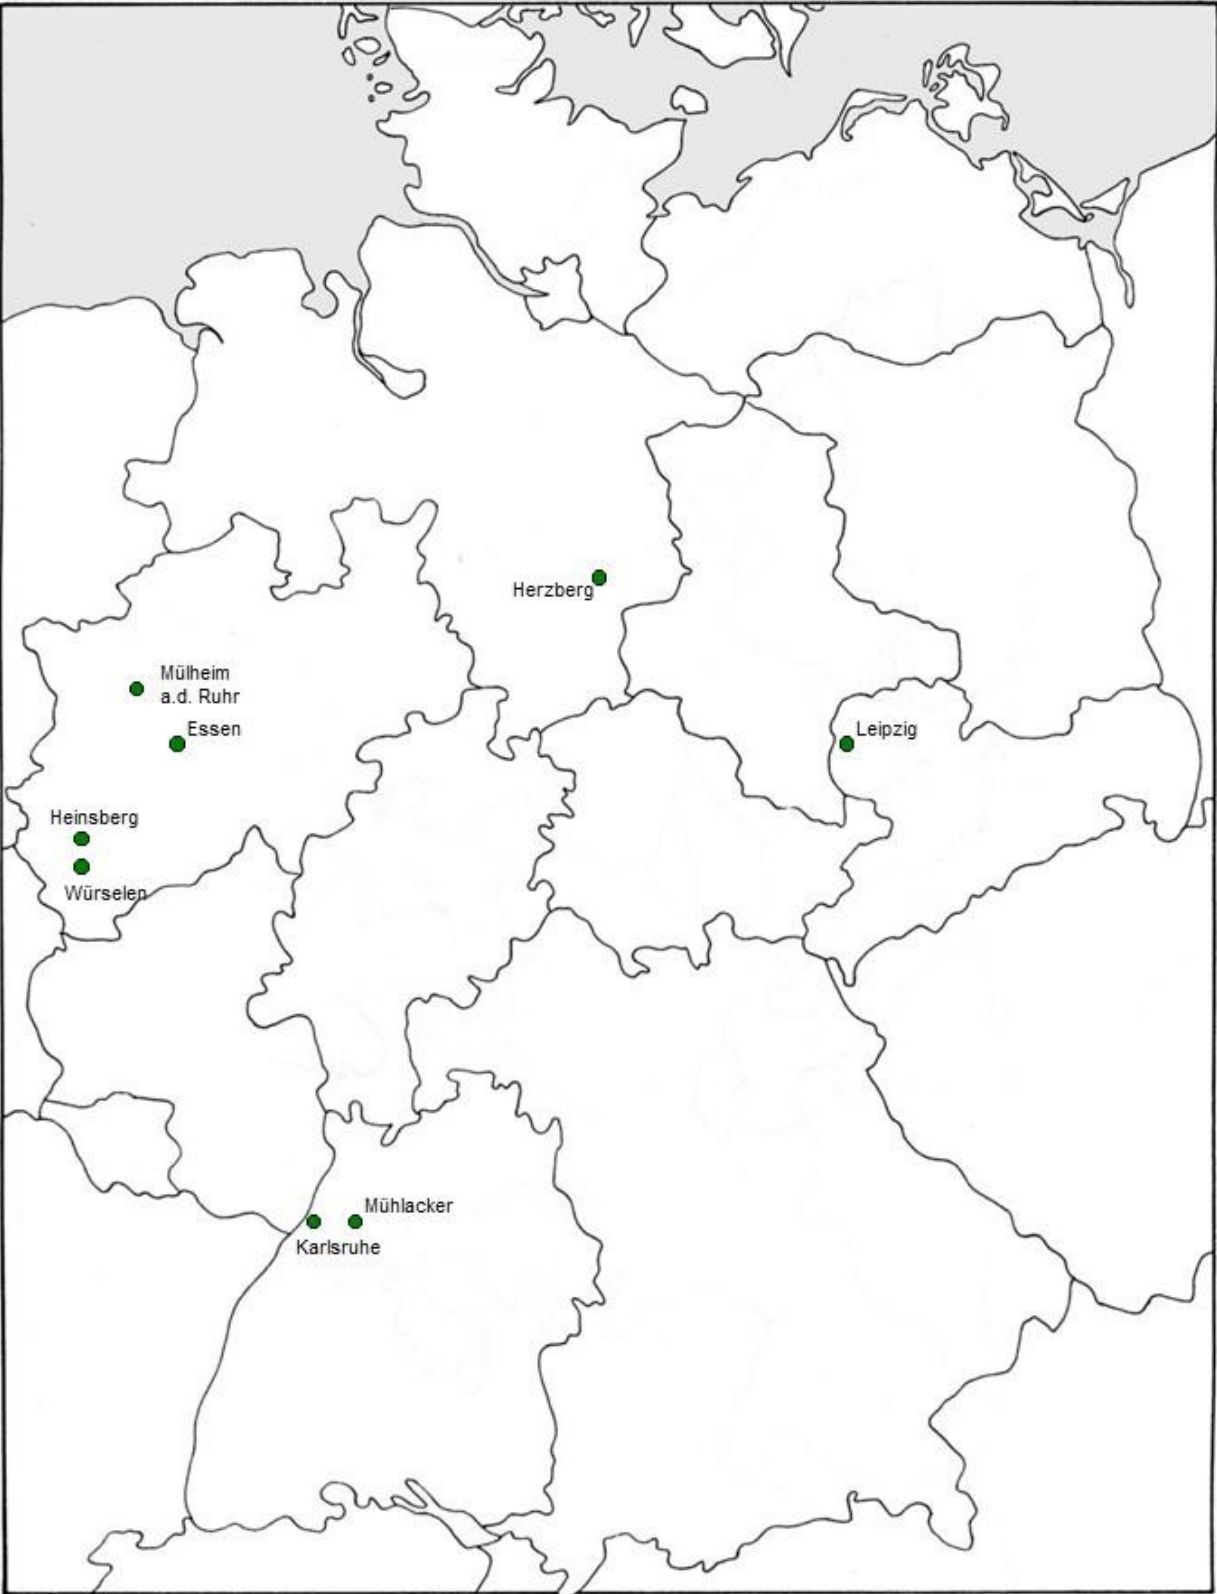 Herzberg
Mülheim
a.d. Ruhr
Essen
Leipzig
Heinsberg
Würselen
Mühlacker
Karlsruhe